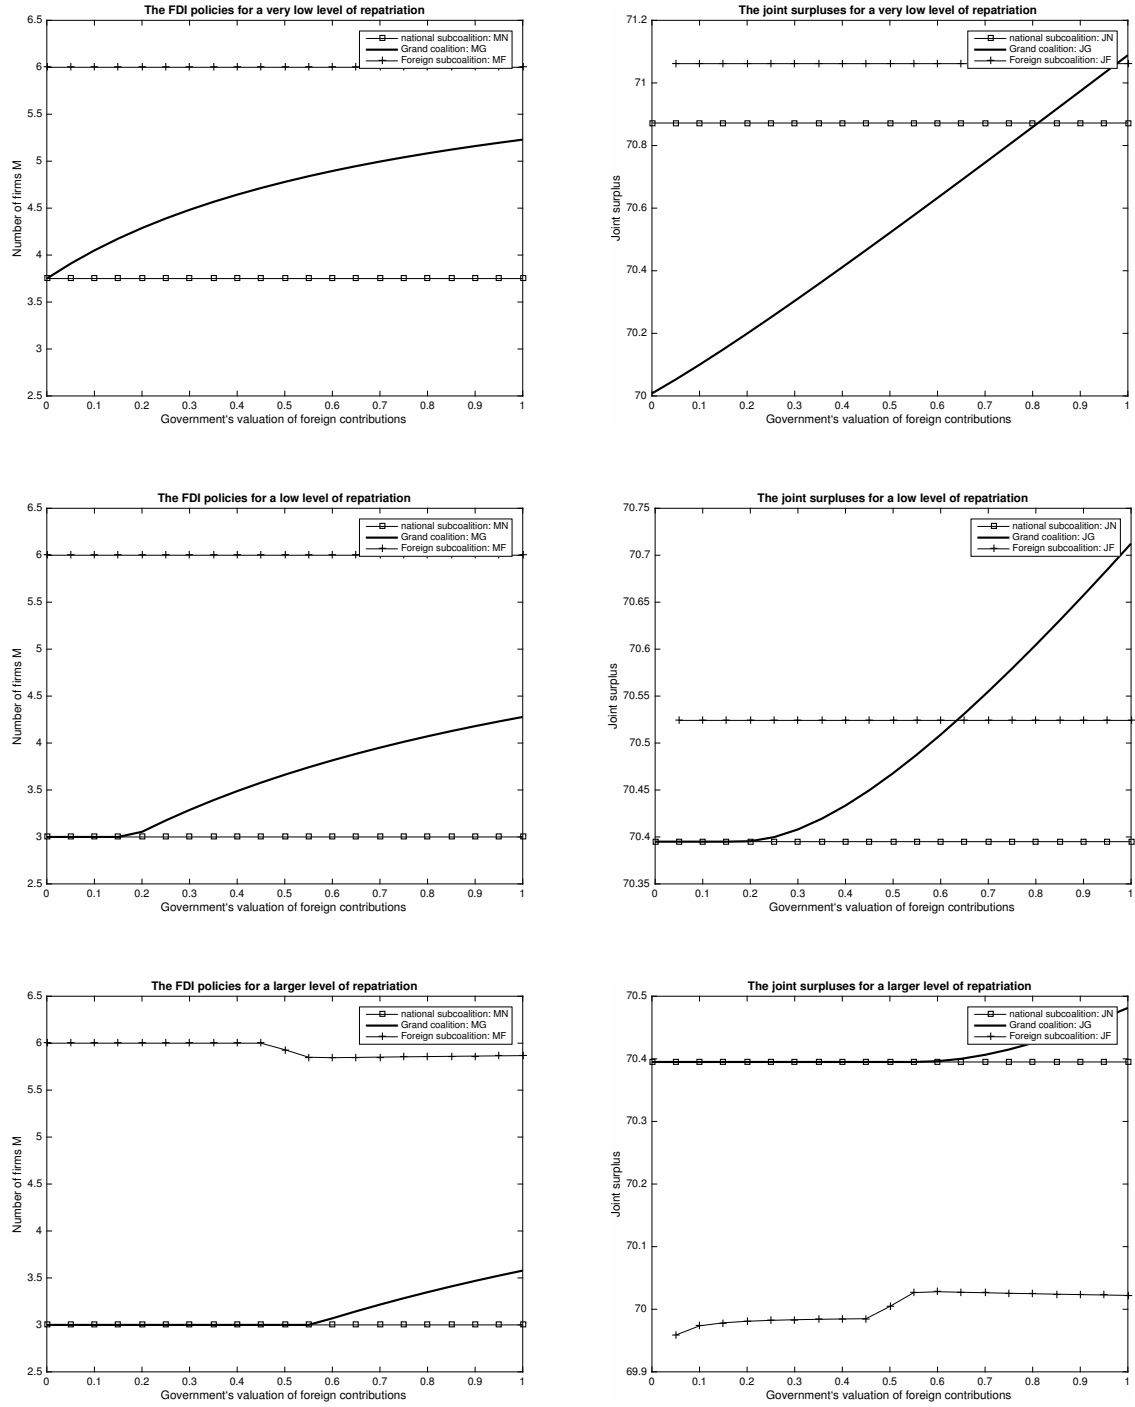 The FDI policies for a very low level of repatriation
6.5
6
5.5
5
4.5
4
3.5
3
2.5
Number of firms M
national subcoalition: MN
Grand coalition: MG
Foreign subcoalition: MF
0 0.1 0.2 0.3 0.4 0.5 0.6 0.7 0.8 0.9 1
Government's valuation of foreign contributions
The joint surpluses for a very low level of repatriation
71.2
71
70.8
70.6
70.4
70.2
70
Joint surplus
national subcoalition: JN
Grand coalition: JG
Foreign subcoalition: JF
0 0.1 0.2 0.3 0.4 0.5 0.6 0.7 0.8 0.9 1
Government's valuation of foreign contributions
The FDI policies for a low level of repatriation
6.5
6
5.5
5
4.5
4
3.5
3
2.5
Number of firms M
national subcoalition: MN
Grand coalition: MG
Foreign subcoalition: MF
0 0.1 0.2 0.3 0.4 0.5 0.6 0.7 0.8 0.9 1
Government's valuation of foreign contributions
The joint surpluses for a low level of repatriation
70.75
70.7
70.65
70.6
70.55
70.5
70.45
70.4
70.35
Joint surplus
national subcoalition: JN
Grand coalition: JG
Foreign subcoalition: JF
0 0.1 0.2 0.3 0.4 0.5 0.6 0.7 0.8 0.9 1
Government's valuation of foreign contributions
The FDI policies for a larger level of repatriation
6.5
6
5.5
5
4.5
4
3.5
3
2.5
Number of firms M
national subcoalition: MN
Grand coalition: MG
Foreign subcoalition: MF
0 0.1 0.2 0.3 0.4 0.5 0.6 0.7 0.8 0.9 1
Government's valuation of foreign contributions
The joint surpluses for a larger level of repatriation
70.5
70.4
70.3
70.2
70.1
70
69.9
Joint surplus
national subcoalition: JN
Grand coalition: JG
Foreign subcoalition: JF
0 0.1 0.2 0.3 0.4 0.5 0.6 0.7 0.8 0.9 1
Government's valuation of foreign contributions